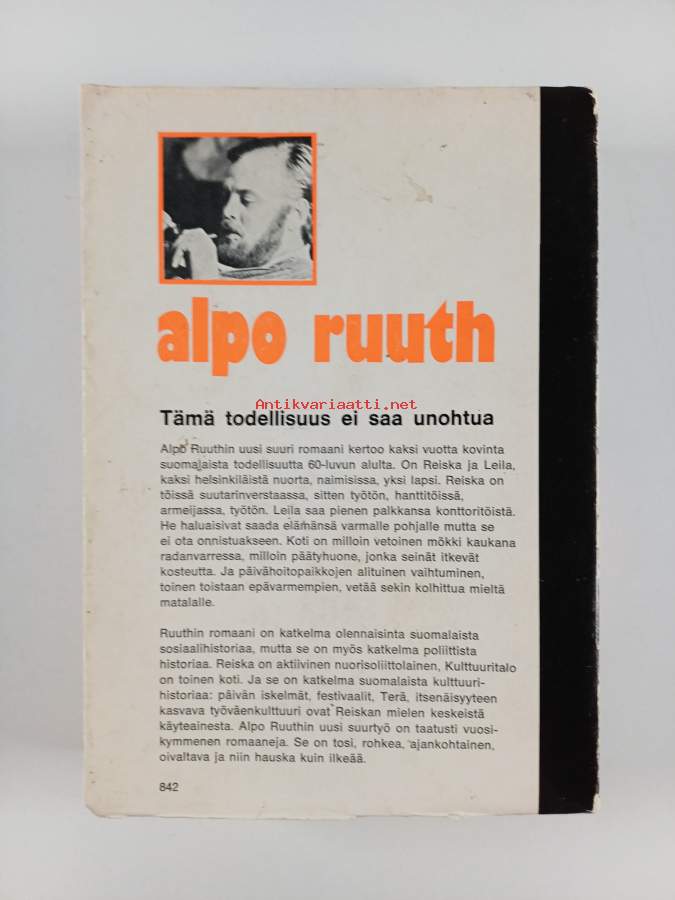 alpo ruuth
Antikvariaatti.net
Tämä todellisuus ei saa unohtua
Alpo Ruuthin uusi suuri romaani kertoo kaksi vuotta kovinta
suomalaista todellisuutta 60-luvun alulta. On Reiska ja Leila,
kaksi helsinkiläistä nuorta, naimisissa, yksi lapsi. Reiska on
töissä suutarinverstaassa, sitten työtön, hanttitöissä,
armeijassa, työtön. Leila saa pienen palkkansa konttoritöistä.
He haluaisivat saada elämänsä varmalle pohjalle mutta se
ei ota onnistuakseen. Koti on milloin vetoinen mökki kaukana
radanvarressa, milloin päätyhuone, jonka seinät itkevät
kosteutta. Ja päivähoitopaikkojen alituinen vaihtuminen,
toinen toistaan epävarmempien, vetää sekin kolhittua mieltä
matalalle.
Ruuthin romaani on katkelma olennaisinta suomalaista
sosiaalihistoriaa, mutta se on myös katkelma poliittista
historiaa. Reiska on aktiivinen nuorisoliittolainen, Kulttuuritalo
on toinen koti. Ja se on katkelma suomalaista kulttuuri-
historiaa: päivän iskelmät, festivaalit, Terä, itsenäisyyteen
kasvava työväenkulttuuri ovat Reiskan mielen keskeistä
käyteainesta. Alpo Ruuthin uusi suurtyö on taatusti vuosi-
kymmenen romaaneja. Se on tosi, rohkea, ajankohtainen,
oivaltava ja niin hauska kuin ilkeää.
842